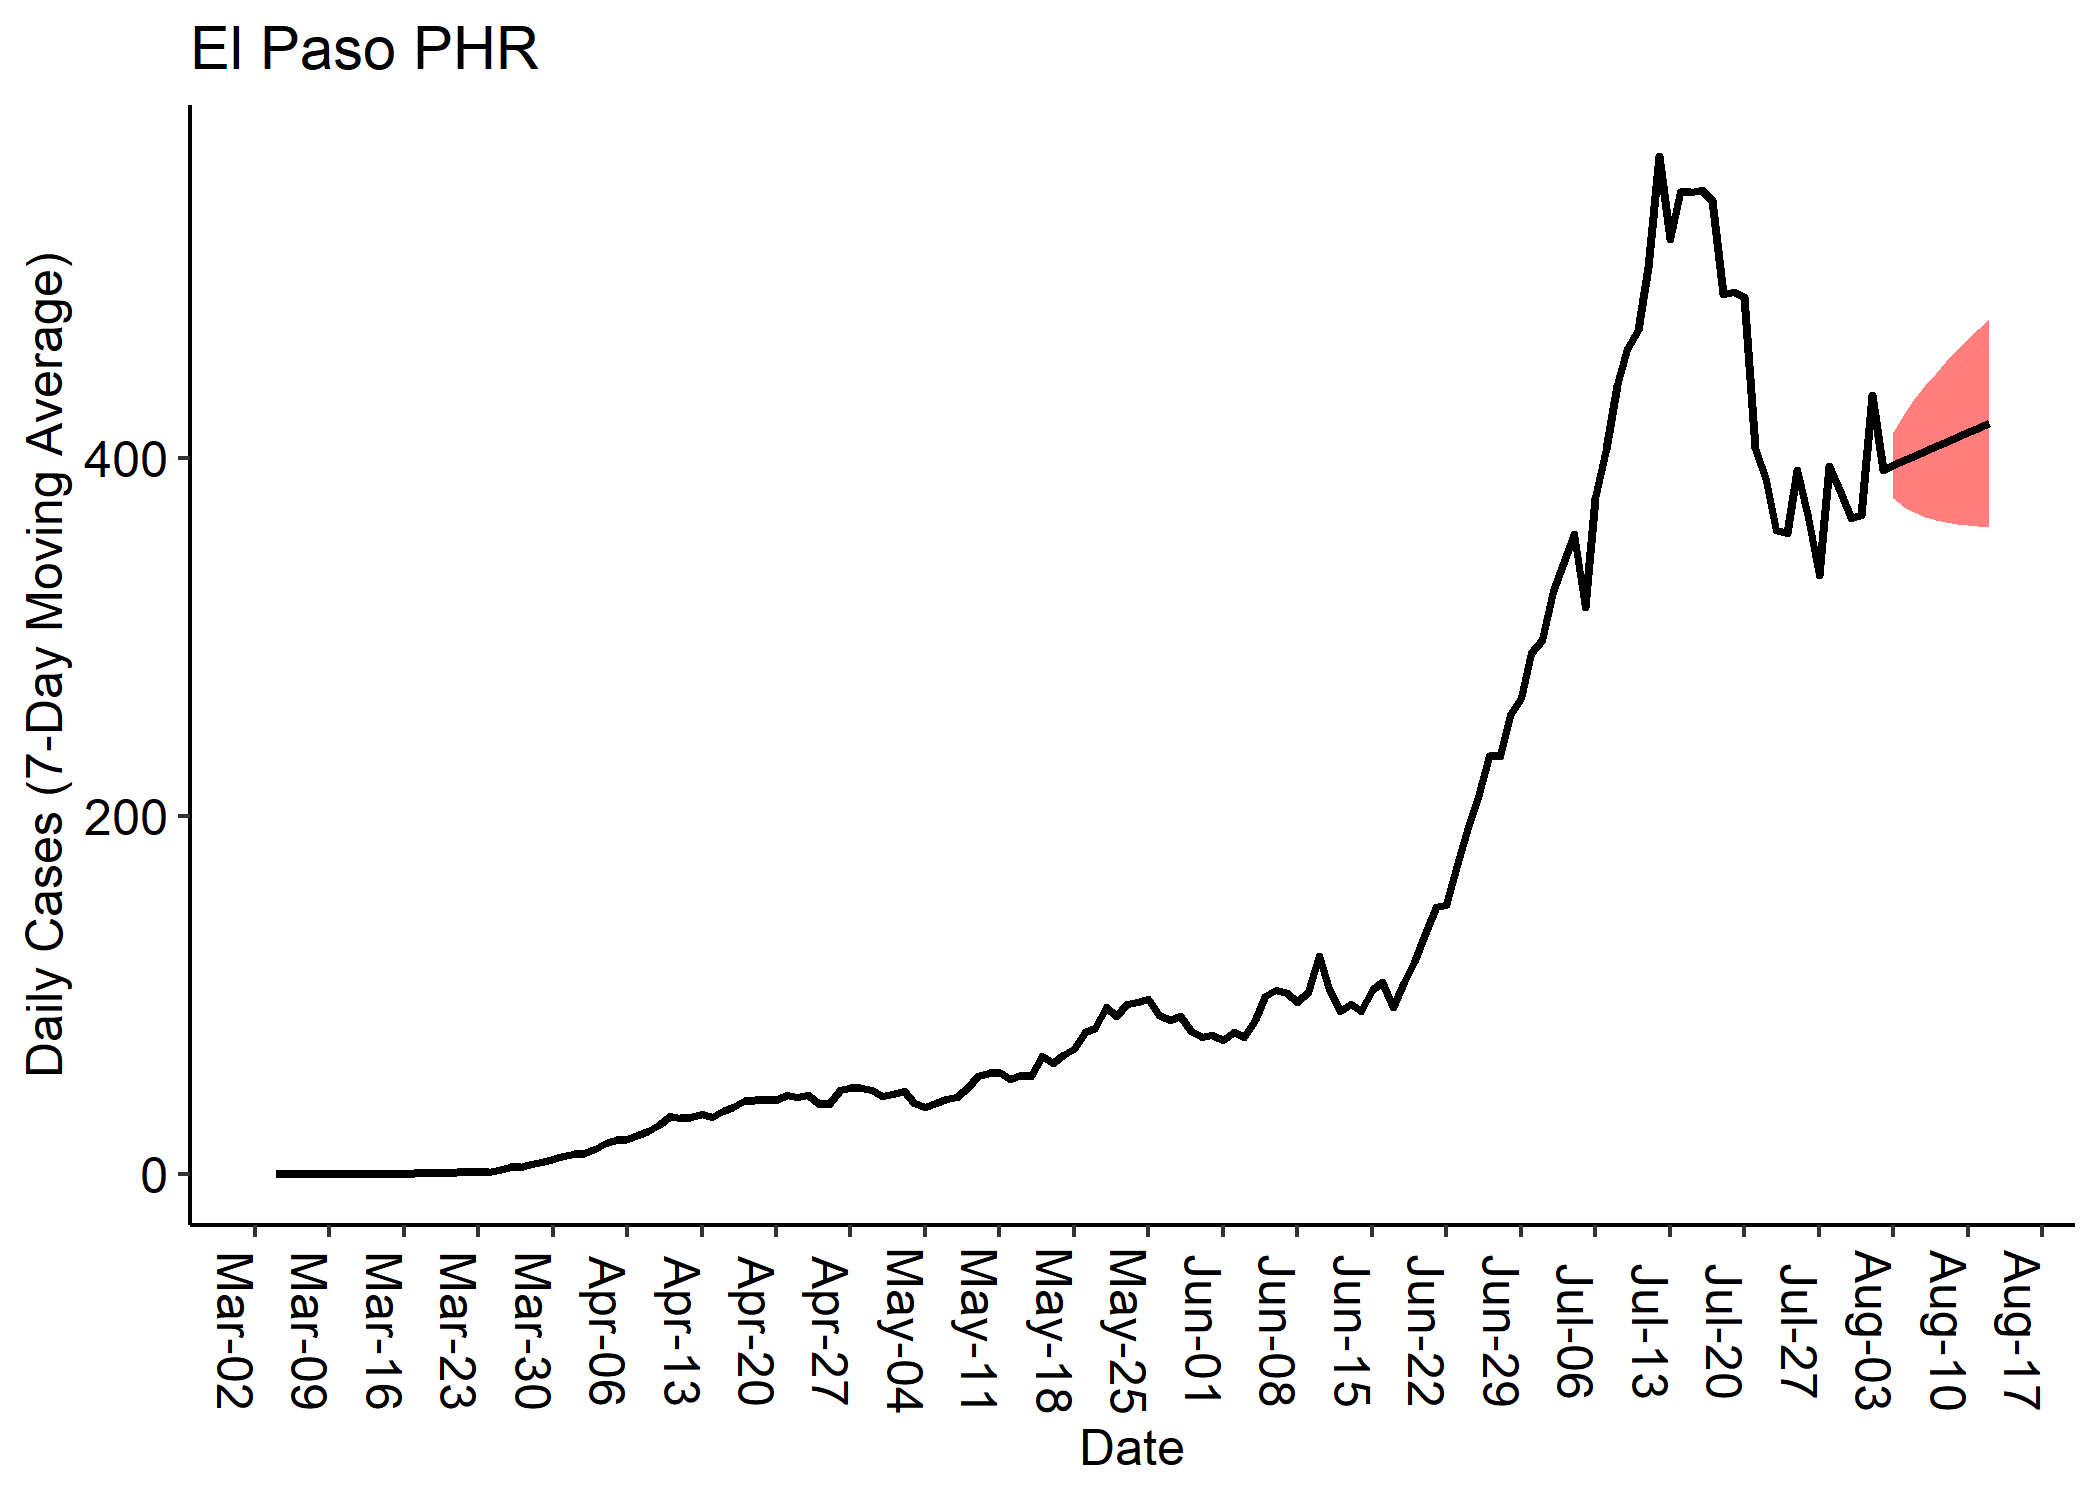 El Paso PHR
Daily Cases (7-Day Moving Average)
400
200
0
Mar-02
Mar-09
Mar-16
Mar-23
Mar-30
Apr-06
Apr-13
Apr-20
Apr-27
May-04
May-11
May-18
May-25
Jun-01
Jun-08
Jun-15
Jun-22
Jun-29
Jul-06
Jul-13
Jul-20
Jul-27
Aug-03
Aug-10
Aug-17
Date